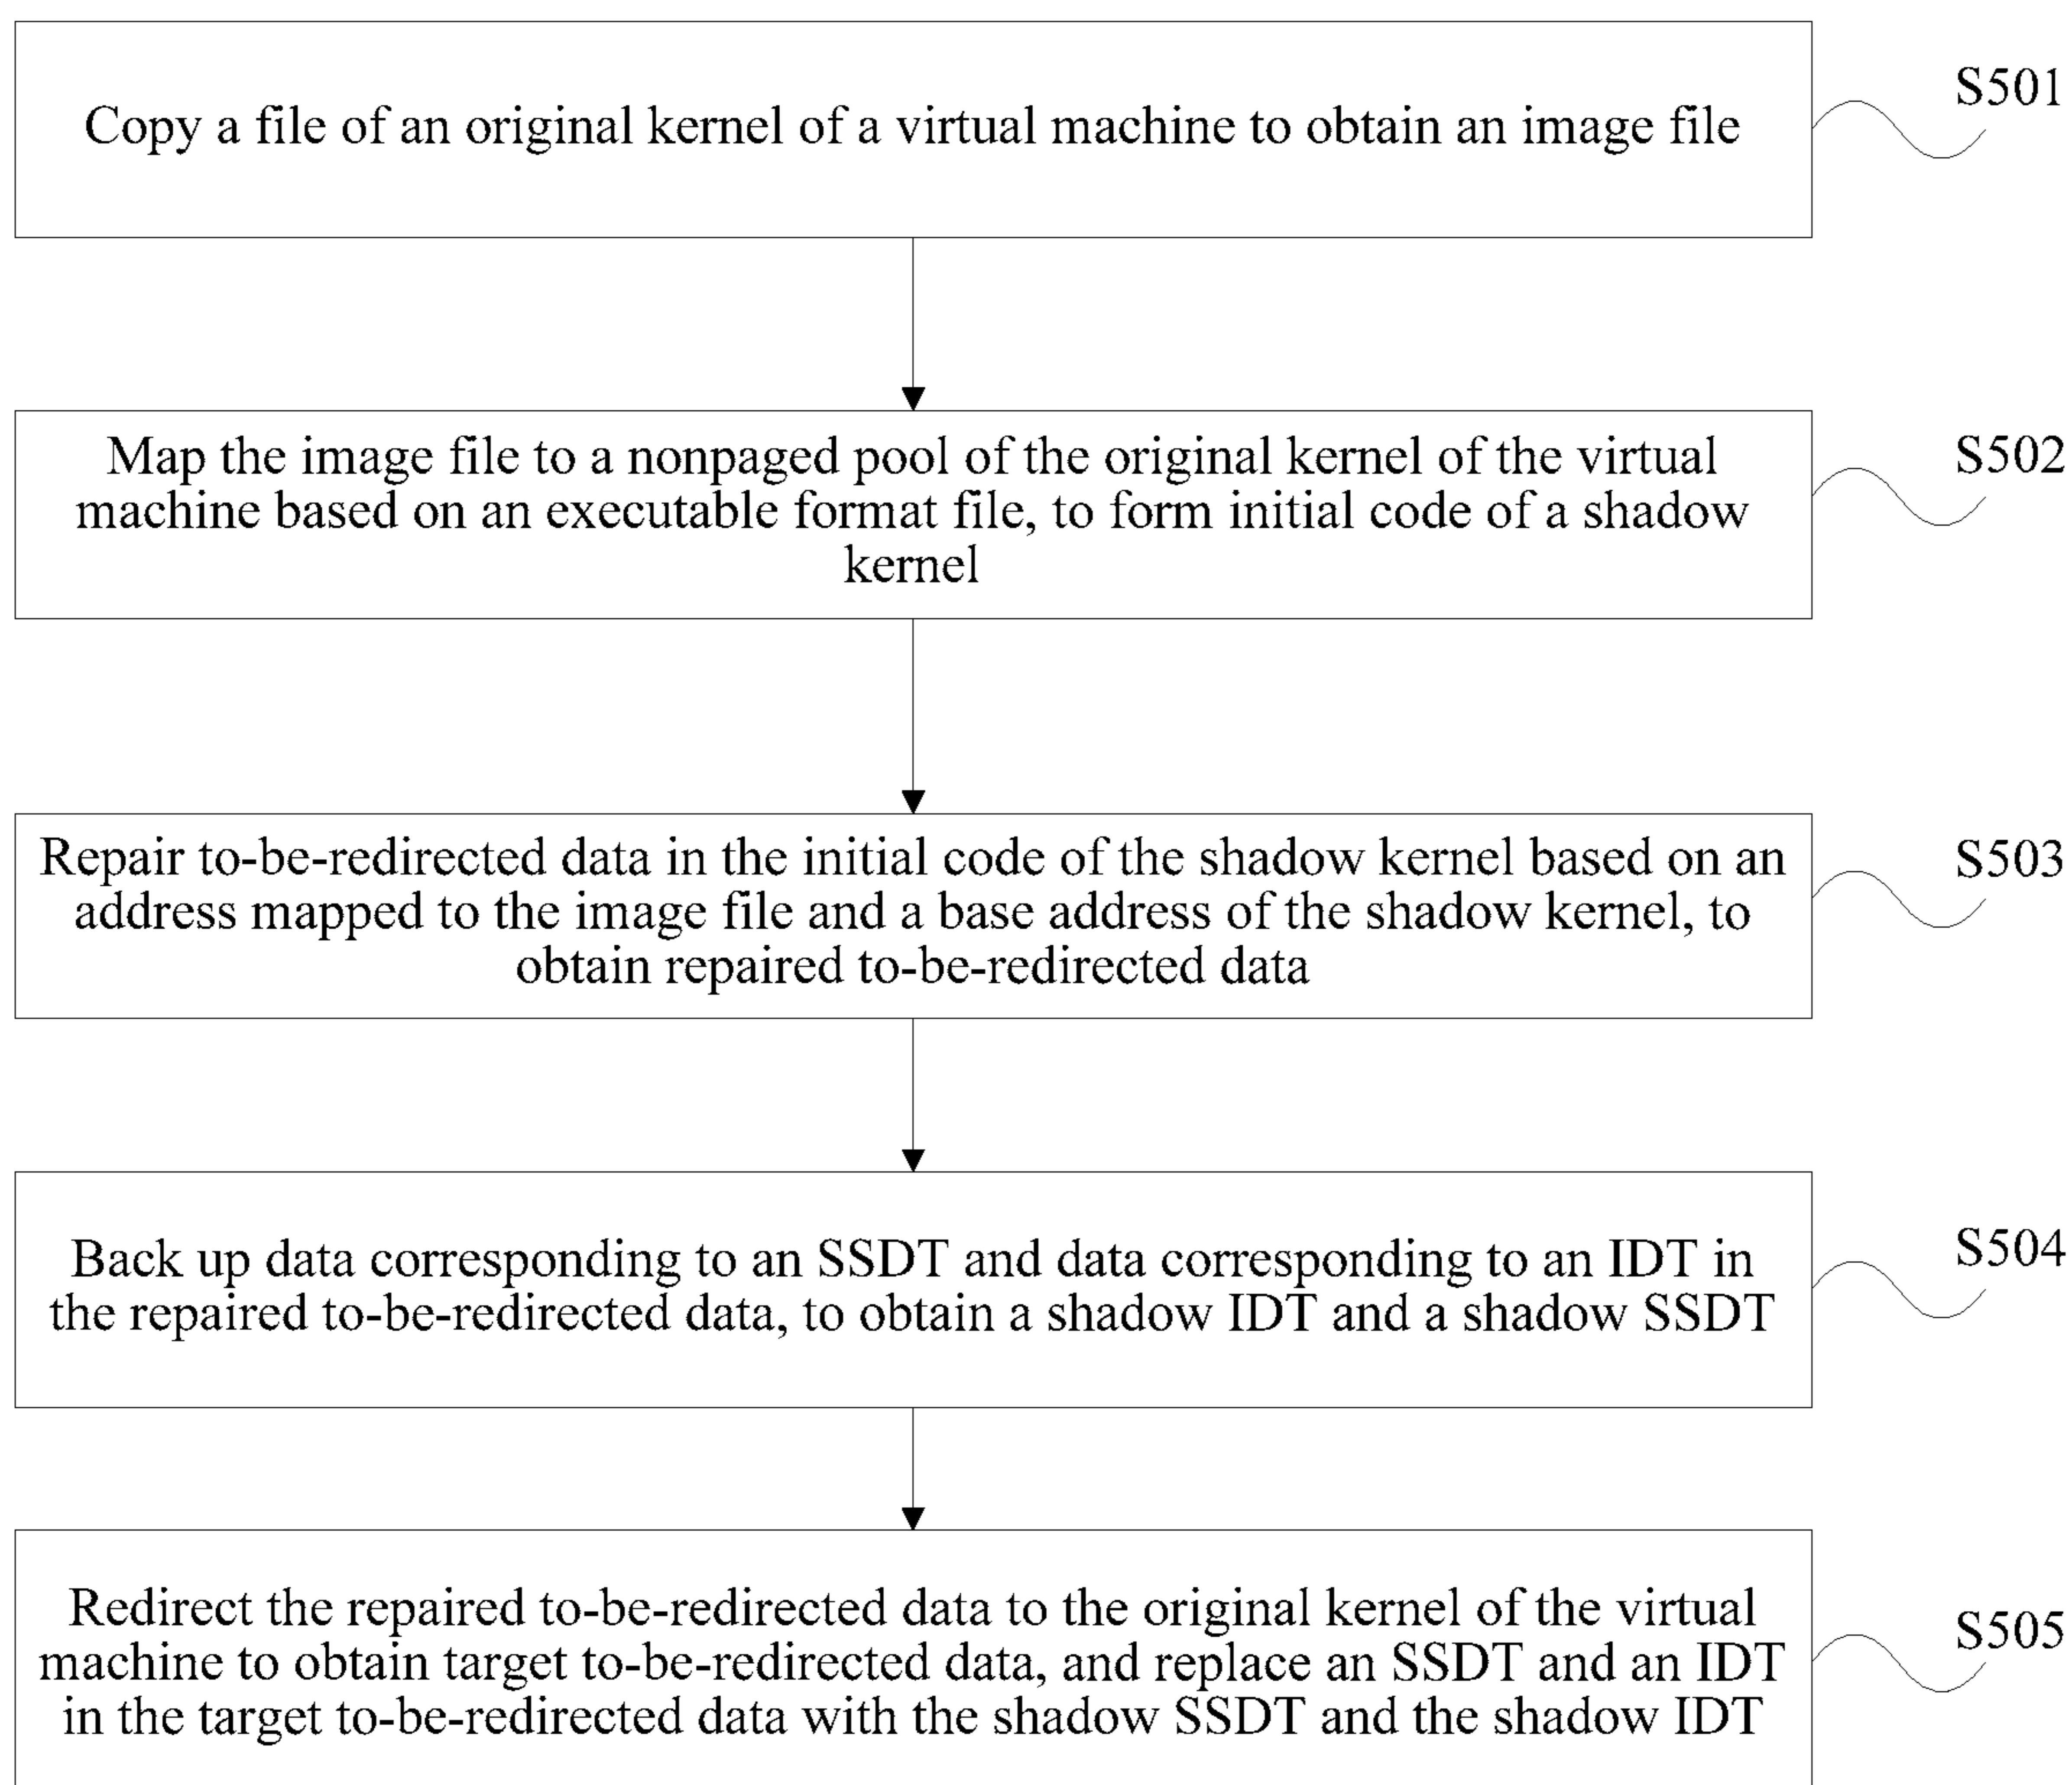 Copy a file of an original kernel of a virtual machine to obtain an image file
S501
Map the image file to a nonpaged pool of the original kernel of the virtual
machine based on an executable format file, to form initial code of a shadow
kernel
S502
Repair to-be-redirected data in the initial code of the shadow kernel based on an
address mapped to the image file and a base address of the shadow kernel, to
obtain repaired to-be-redirected data
S503
Back up data corresponding to an SSDT and data corresponding to an IDT in
the repaired to-be-redirected data, to obtain a shadow IDT and a shadow SSDT
S504
Redirect the repaired to-be-redirected data to the original kernel of the virtual
machine to obtain target to-be-redirected data, and replace an SSDT and an IDT
in the target to-be-redirected data with the shadow SSDT and the shadow IDT
S505